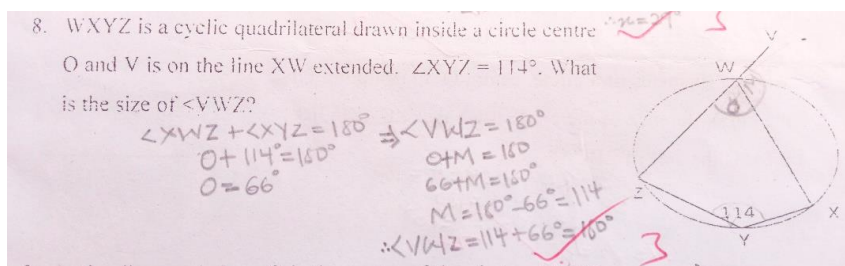 8. WXYZ is a cyclic quadrilateral drawn inside a circle centre
O and V is on the line XW extended. ∠XYZ = 114°. What
is the size of <VWZ?
∠XWZ + <XYZ = 180° ⇒ <VWZ = 180°
O + 114° = 180°
O = 66°
O+M = 180
66+M = 180°
M = 180° - 66° = 114
∴ <VWZ = 114 + 66° = 180°
3
V
W
M
O
Z
114
X
Y